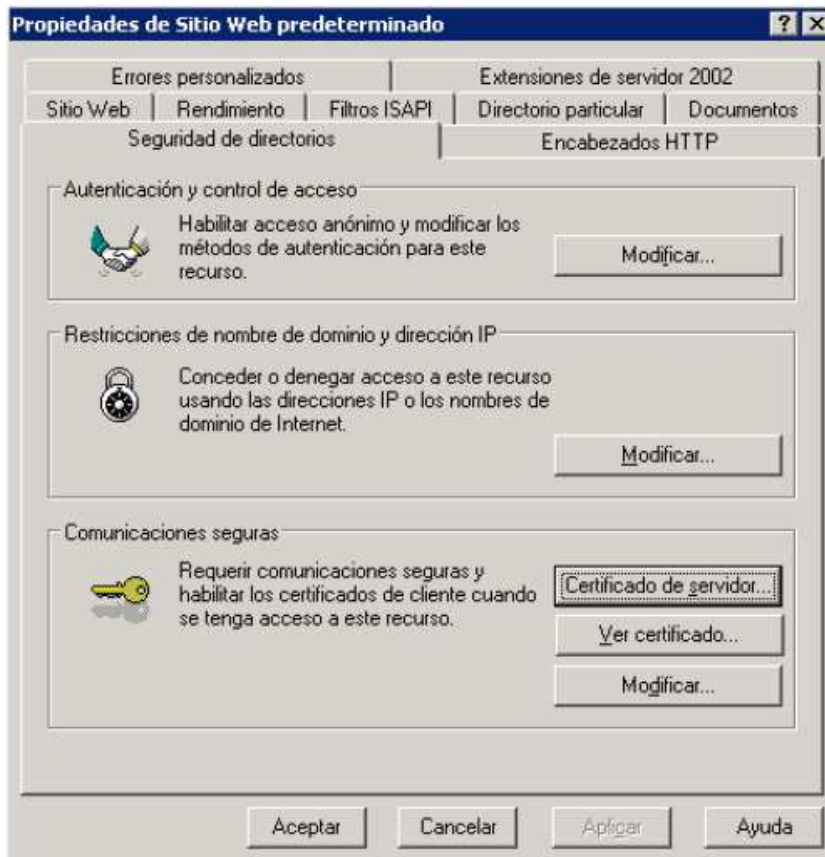 Propiedades de Sitio Web predeterminado
Errores personalizados
Extensiones de servidor 2002
Sitio Web
Rendimiento
Filtros ISAPI
Directorio particular
Documentos
Seguridad de directorios
Encabezados HTTP
Autenticación y control de acceso
Habilitar acceso anónimo y modificar los
métodos de autenticación para este
recurso.
Modificar...
Restricciones de nombre de dominio y dirección IP
Conceder o denegar acceso a este recurso
usando las direcciones IP o los nombres de
dominio de Internet.
Modificar...
Comunicaciones seguras
Requerir comunicaciones seguras y
habilitar los certificados de cliente cuando
se tenga acceso a este recurso.
Certificado de servidor...
Ver certificado...
Modificar...
Aceptar
Cancelar
Aplicar
Ayuda